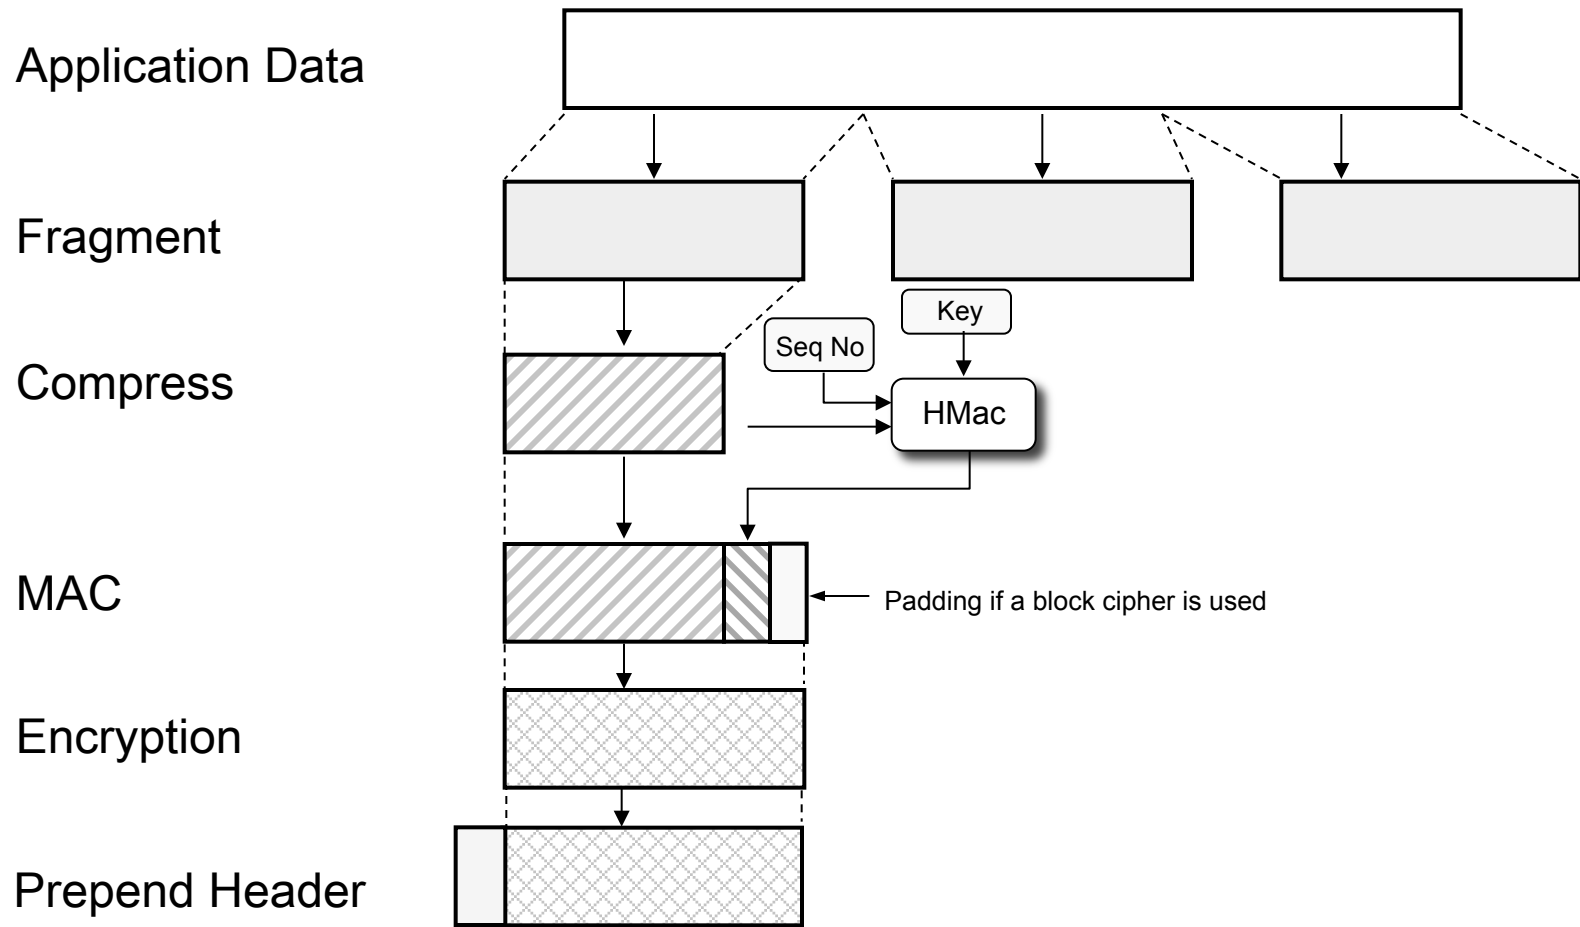 Application Data
Fragment
Key
Seq No
Compress
HMac
MAC
Padding if a block cipher is used
Encryption
Prepend Header